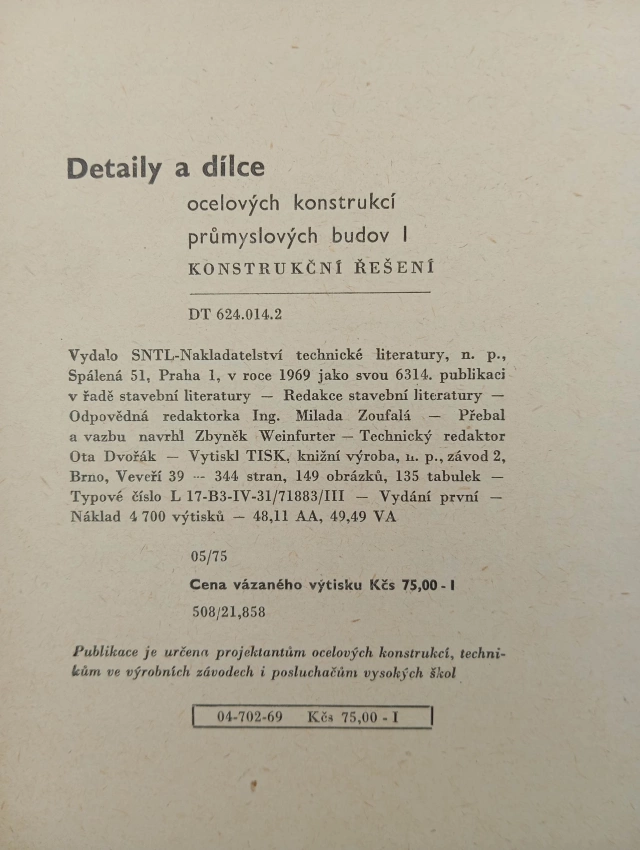 Detaily a dílce
ocelových konstrukcí
průmyslových budov I
KONSTRUKČNÍ ŘEŠENÍ
DT 624.014.2
Vydalo SNTL-Nakladatelství technické literatury, n. p.,
Spálená 51, Praha 1, v roce 1969 jako svou 6314. publikaci
v řadě stavební literatury — Redakce stavební literatury —
Odpovědná redaktorka Ing. Milada Zoufalá — Přebal
a vazbu navrhl Zbyněk Weinfurter — Technický redaktor
Ota Dvořák — Vytiskl TISK, knižní výroba, n. p., závod 2,
Brno, Veveří 39 — 344 stran, 149 obrázků, 135 tabulek —
Typové číslo L 17-B3-IV-31/71883/III — Vydání první —
Náklad 4 700 výtisků — 48,11 AA, 49,49 VA
05/75
Cena vázaného výtisku Kčs 75,00 - I
508/21,858
Publikace je určena projektantům ocelových konstrukcí, techni-
kům ve výrobních závodech i posluchačům vysokých škol
04-702-69 Kčs 75,00 - I